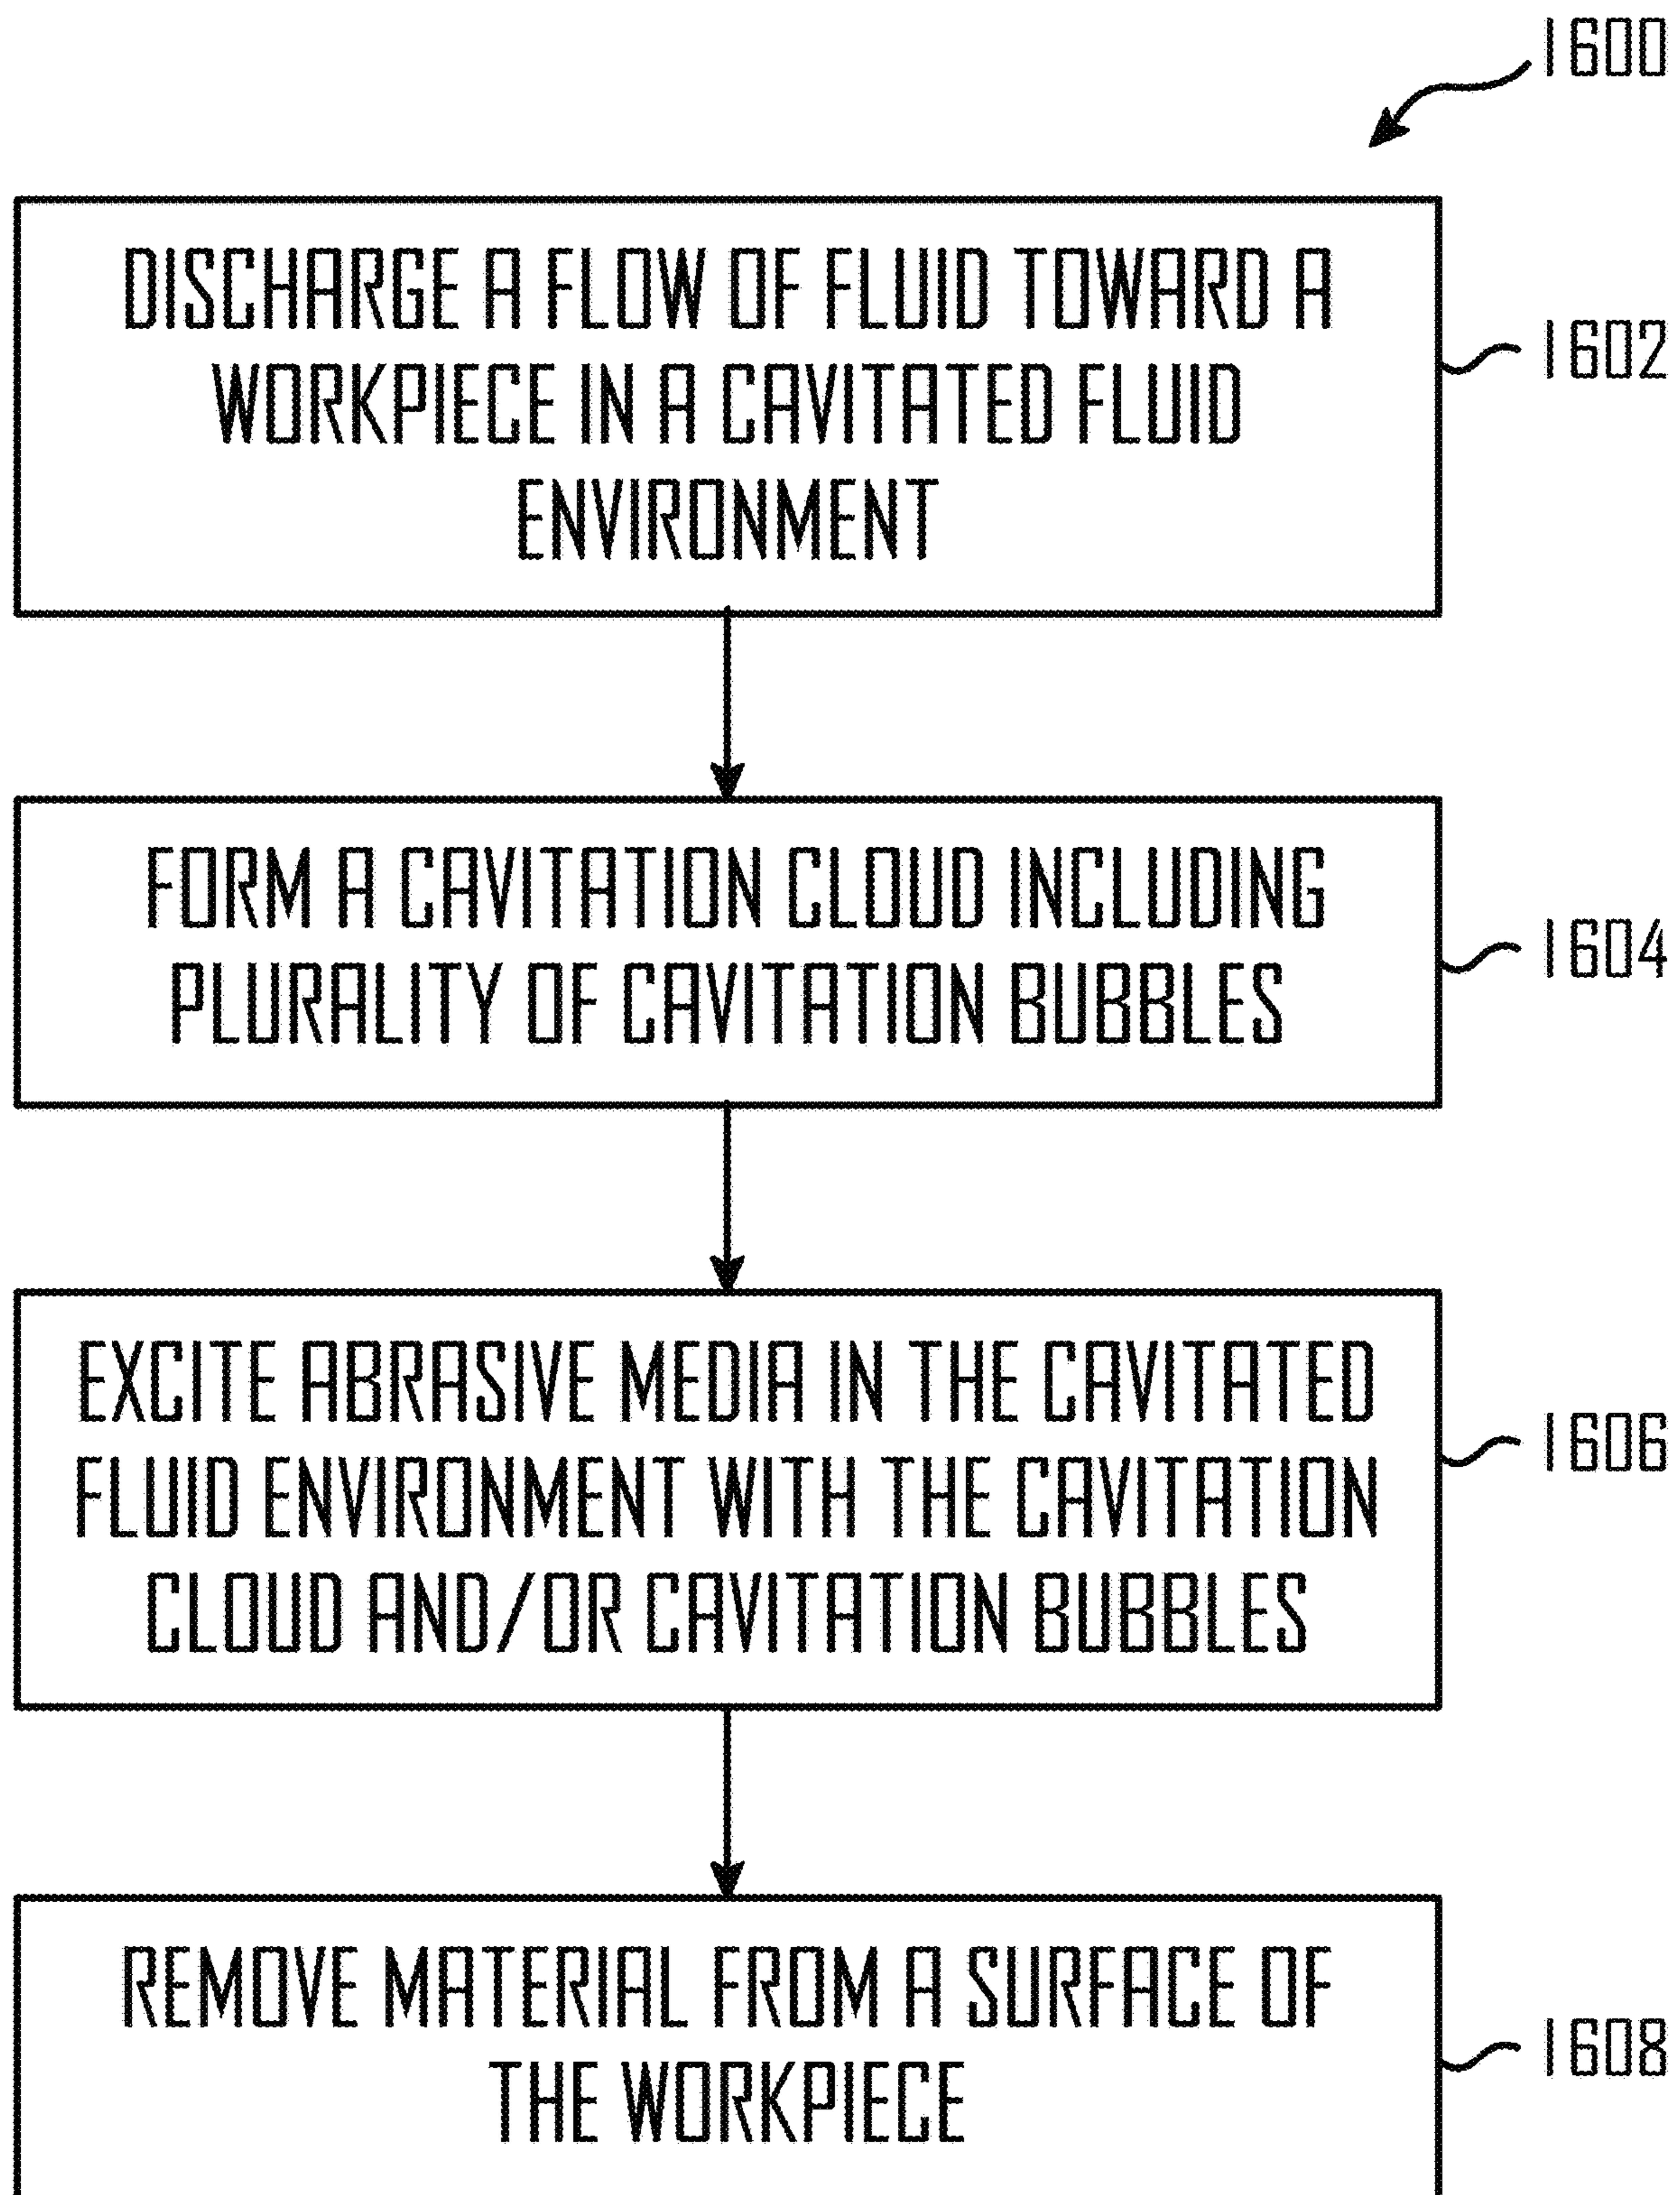 1600
DISCHARGE A FLOW OF FLUID TOWARD A
WORKPIECE IN A CAVITATED FLUID
ENVIRONMENT
1602
FORM A CAVITATION CLOUD INCLUDING
PLURALITY OF CAVITATION BUBBLES
1604
EXCITE ABRASIVE MEDIA IN THE CAVITATED
FLUID ENVIRONMENT WITH THE CAVITATION
CLOUD AND/OR CAVITATION BUBBLES
1606
REMOVE MATERIAL FROM A SURFACE OF
THE WORKPIECE
1608